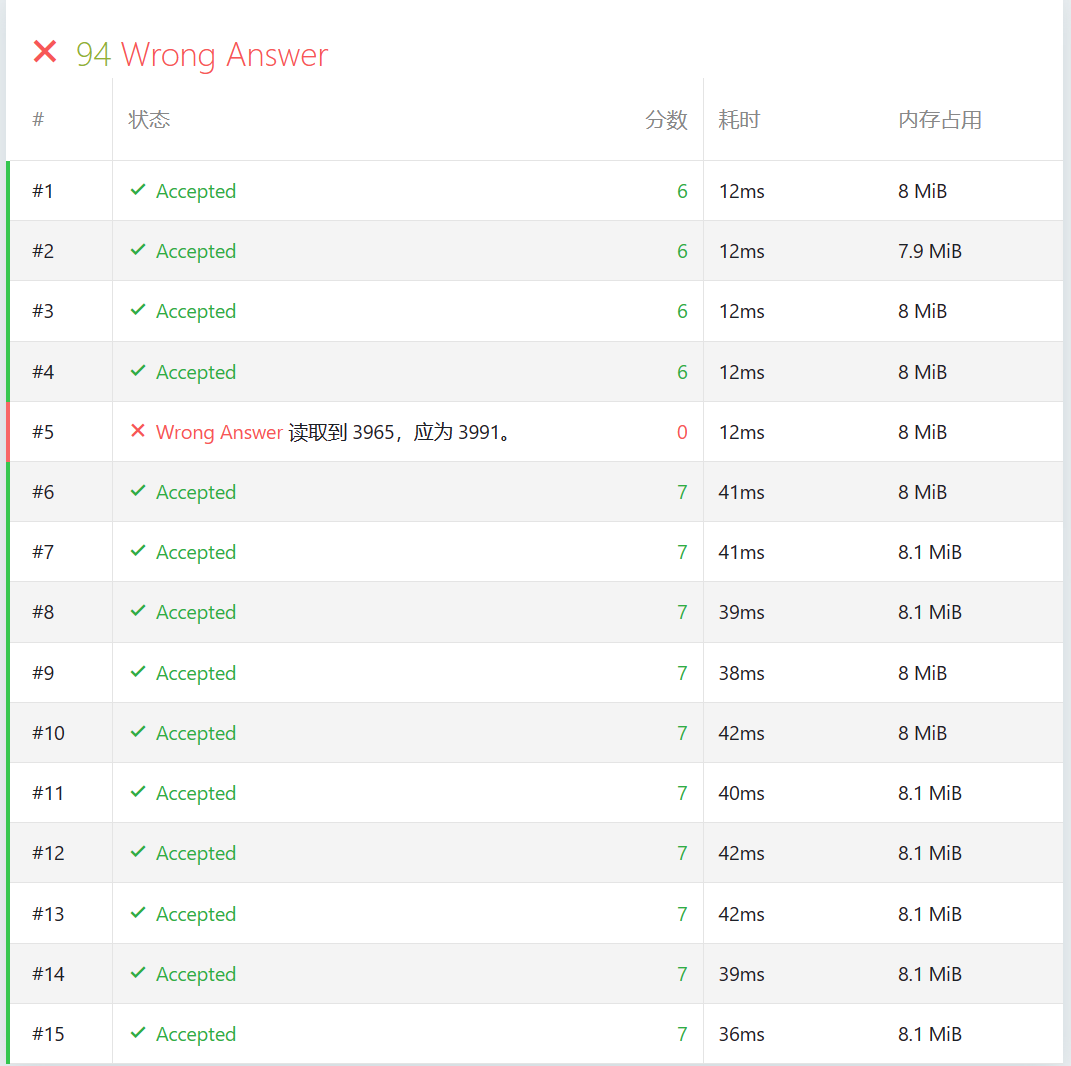 94 Wrong Answer
# 状态 分数 耗时 内存占用
#1 Accepted 6 12ms 8 MiB
#2 Accepted 6 12ms 7.9 MiB
#3 Accepted 6 12ms 8 MiB
#4 Accepted 6 12ms 8 MiB
#5 Wrong Answer 读取到 3965，应为 3991。 0 12ms 8 MiB
#6 Accepted 7 41ms 8 MiB
#7 Accepted 7 41ms 8.1 MiB
#8 Accepted 7 39ms 8.1 MiB
#9 Accepted 7 38ms 8 MiB
#10 Accepted 7 42ms 8 MiB
#11 Accepted 7 40ms 8.1 MiB
#12 Accepted 7 42ms 8.1 MiB
#13 Accepted 7 42ms 8.1 MiB
#14 Accepted 7 39ms 8.1 MiB
#15 Accepted 7 36ms 8.1 MiB